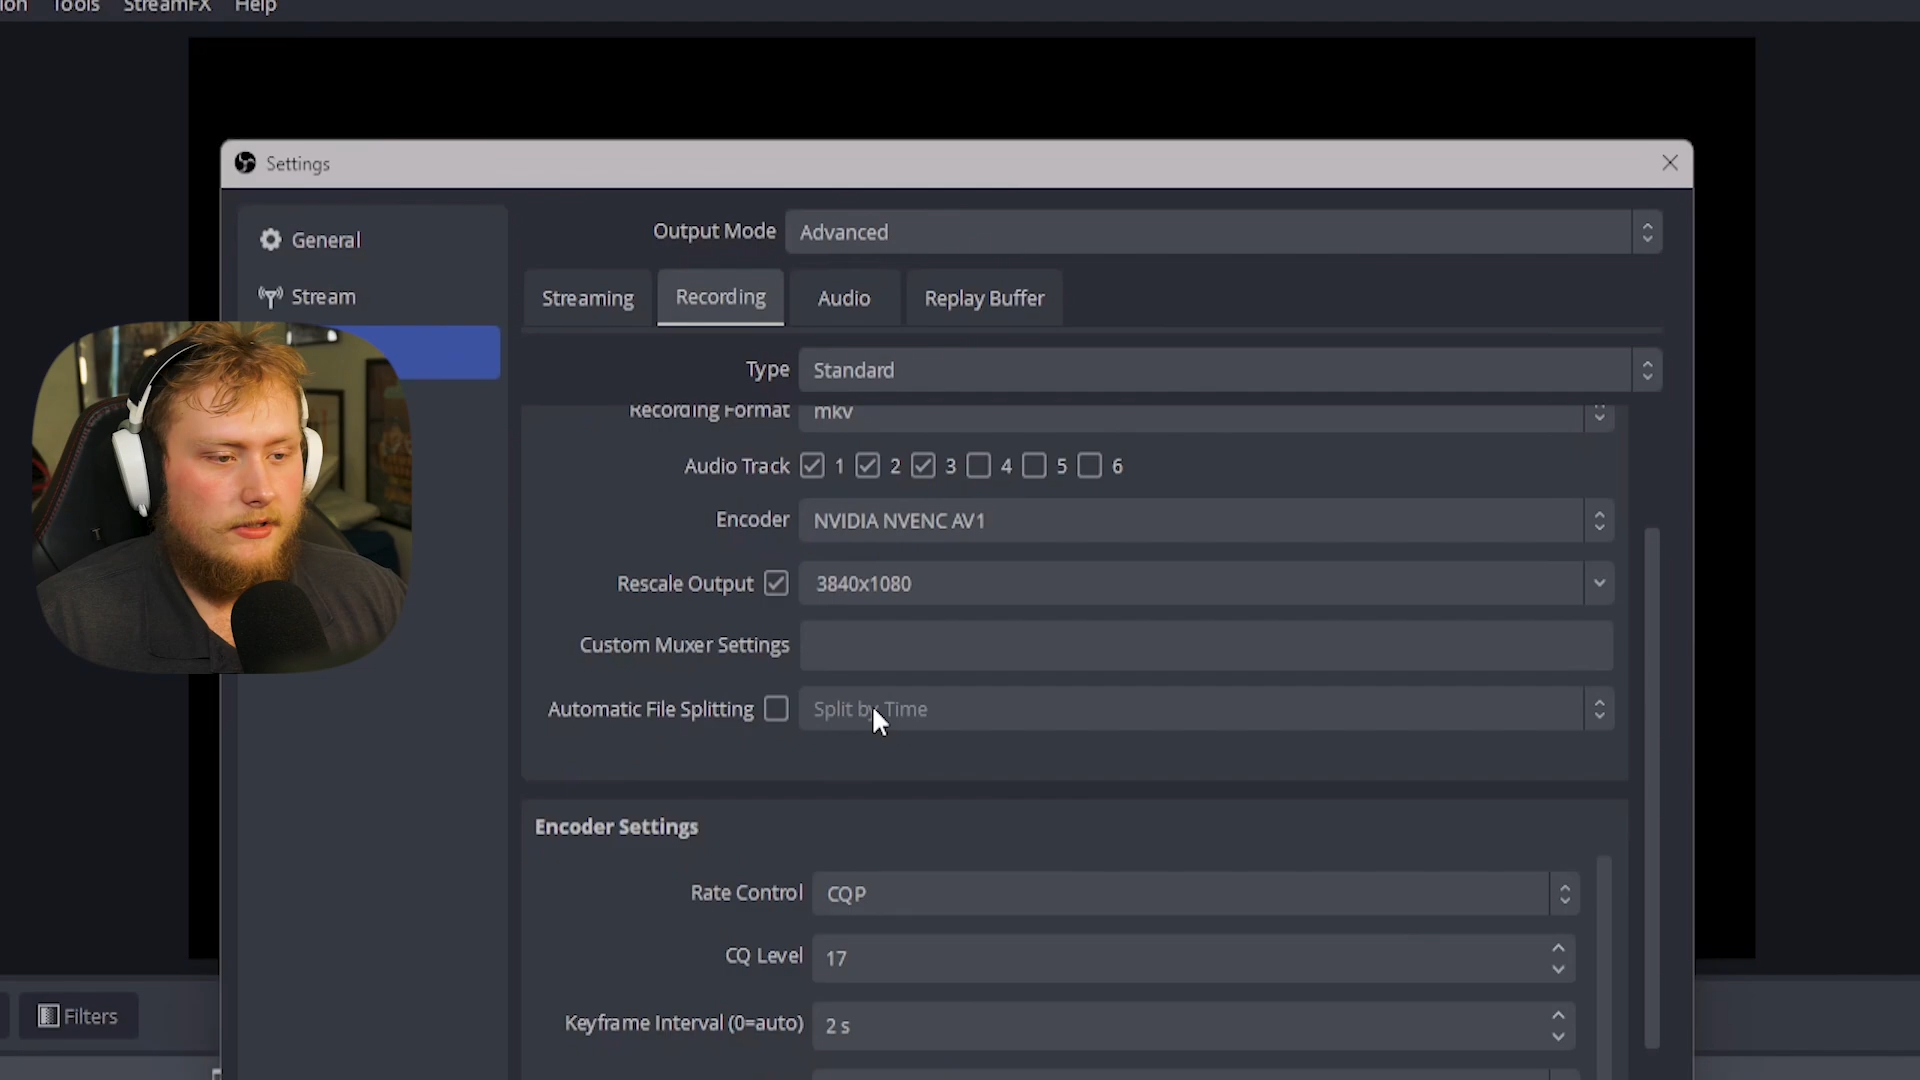 Tools StreamFX Help
Settings
General
Stream
Output Mode Advanced
Streaming Recording Audio Replay Buffer
Type Standard
Recording Format mkv
Audio Track 1 2 3 4 5 6
Encoder NVIDIA NVENC AV1
Rescale Output 3840x1080
Custom Muxer Settings
Automatic File Splitting Split by Time
Encoder Settings
Rate Control CQP
CQ Level 17
Filters
Keyframe Interval (0=auto) 2 s